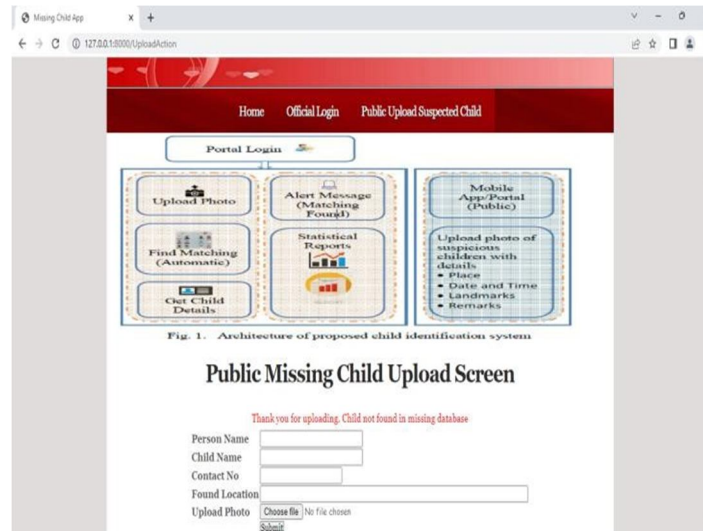 Missing Child App
127.0.0.1:8000/UploadAction
Home Official Login Public Upload Suspected Child
Portal Login
Upload Photo
Find Matching
(Automatic)
Get Child
Details
Alert Message
(Matching
Found)
Statistical
Reports
Mobile
App/Portal
(Public)
Upload photo of
suspicious
children with
details
• Place
• Date and Time
• Landmarks
• Remarks
Fig. 1. Architecture of proposed child identification system
Public Missing Child Upload Screen
Thank you for uploading. Child not found in missing database
Person Name
Child Name
Contact No
Found Location
Upload Photo Choose file No file chosen
Submit